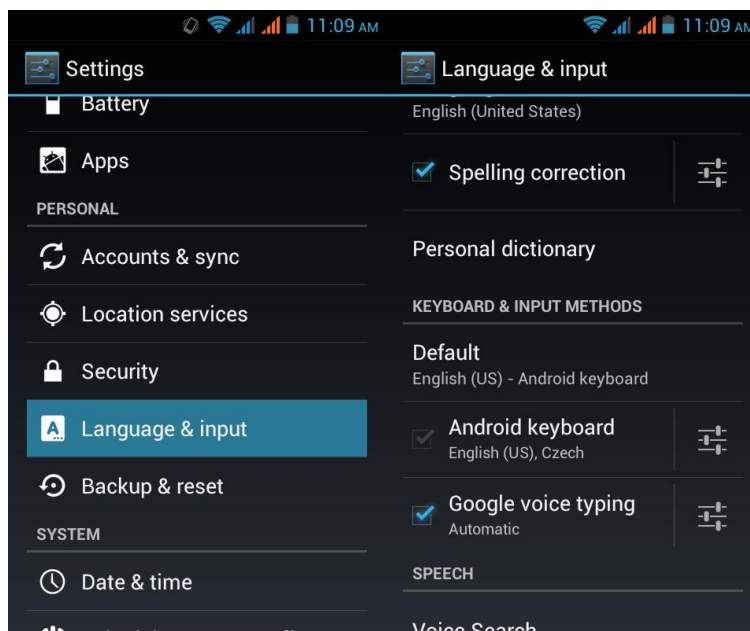 11:09 AM
Settings
Battery
Apps
PERSONAL
Accounts & sync
Location services
Security
Language & input
Backup & reset
SYSTEM
Date & time
11:09 AM
Language & input
English (United States)
Spelling correction
Personal dictionary
KEYBOARD & INPUT METHODS
Default
English (US) - Android keyboard
Android keyboard
English (US), Czech
Google voice typing
Automatic
SPEECH
Voice Search